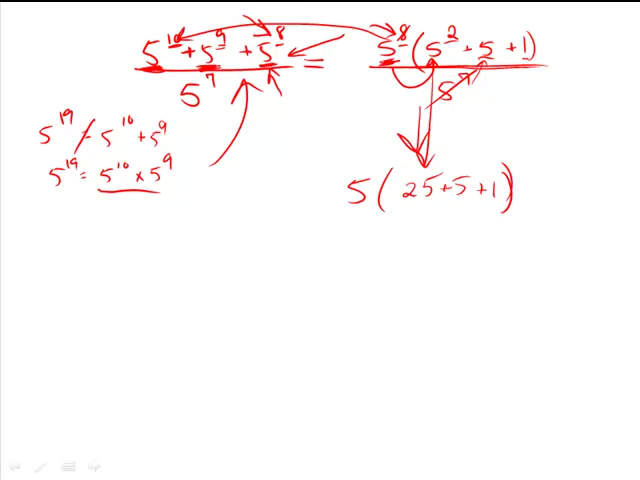 5^10 + 5^9 + 5^8 = 5^8 (5^2 + 5 + 1)
5^7
5^19 ≠ 5^10 + 5^9
5^19 = 5^10 × 5^9
5 ( 25 + 5 + 1 )